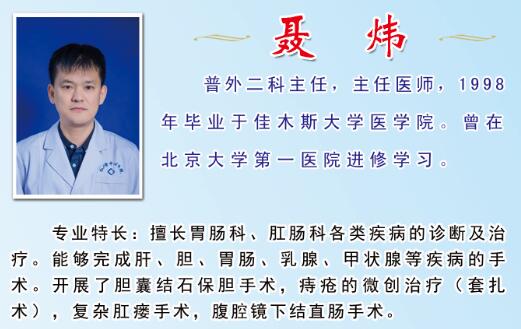 聂 炜
普外二科主任，主任医师，1998
年毕业于佳木斯大学医学院。曾在
北京大学第一医院进修学习。
专业特长：擅长胃肠科、肛肠科各类疾病的诊断及治
疗。能够完成肝、胆、胃肠、乳腺、甲状腺等疾病的手
术。开展了胆囊结石保胆手术，痔疮的微创治疗（套扎
术），复杂肛瘘手术，腹腔镜下结直肠手术。